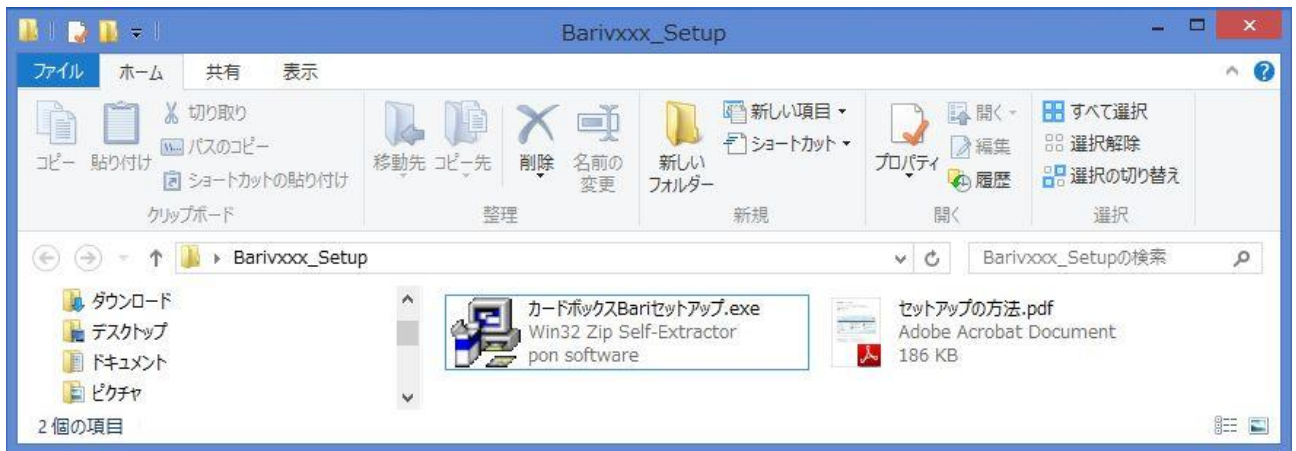 Barivxxx_Setup
ファイル ホーム 共有 表示
コピー
貼り付け
切り取り
パスのコピー
ショートカットの貼り付け
クリップボード
移動先
コピー先
削除
名前の
変更
整理
新しい
フォルダー
新しい項目
ショートカット
新規
プロパティ
開く
編集
履歴
開く
すべて選択
選択解除
選択の切り替え
選択
Barivxxx_Setup
Barivxxx_Setupの検索
ダウンロード
デスクトップ
ドキュメント
ピクチャ
カードボックスBariセットアップ.exe
Win32 Zip Self-Extractor
pon software
セットアップの方法.pdf
Adobe Acrobat Document
186 KB
2 個の項目